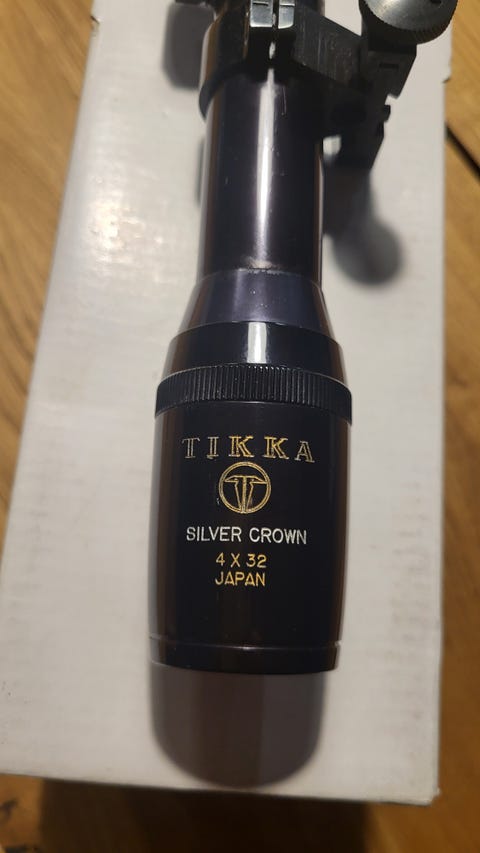 TIKKA
T
SILVER CROWN
4 X 32
JAPAN